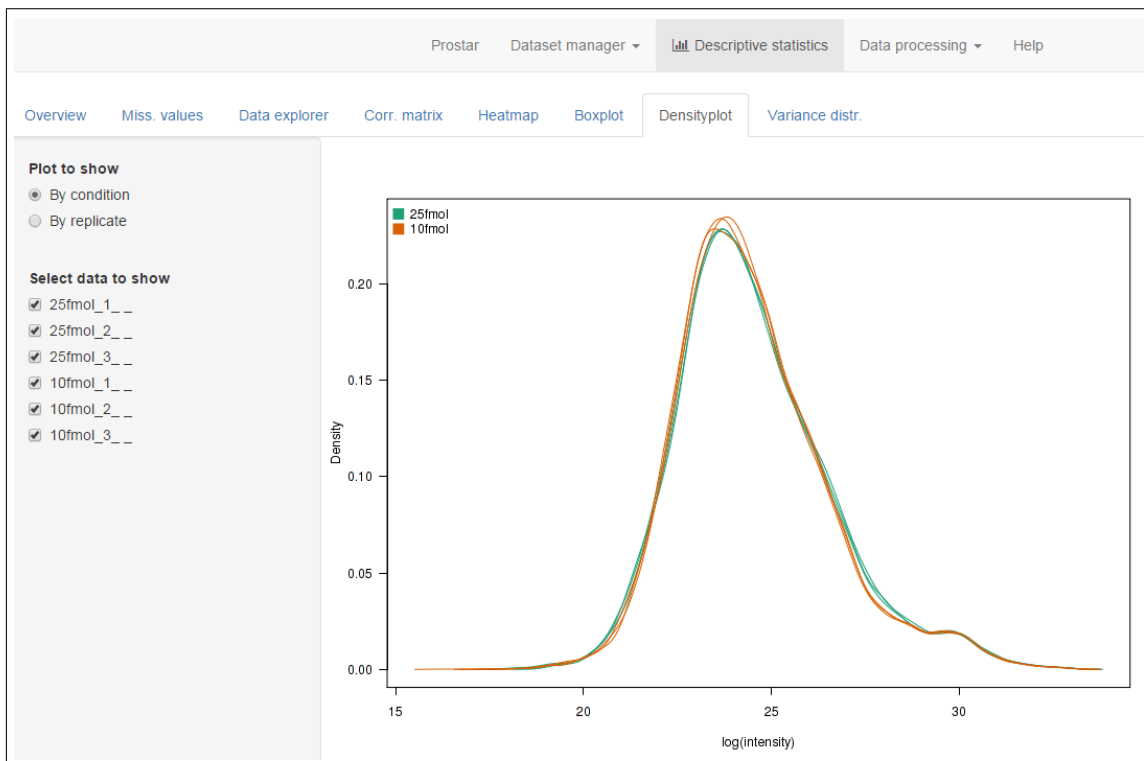 Prostar Dataset manager Descriptive statistics Data processing Help
Overview Miss. values Data explorer Corr. matrix Heatmap Boxplot Densityplot Variance distr.
Plot to show
By condition
By replicate
Select data to show
25fmol_1_ _
25fmol_2_ _
25fmol_3_ _
10fmol_1_ _
10fmol_2_ _
10fmol_3_ _
25fmol
10fmol
Density
0.20
0.15
0.10
0.05
0.00
15 20 25 30
log(intensity)